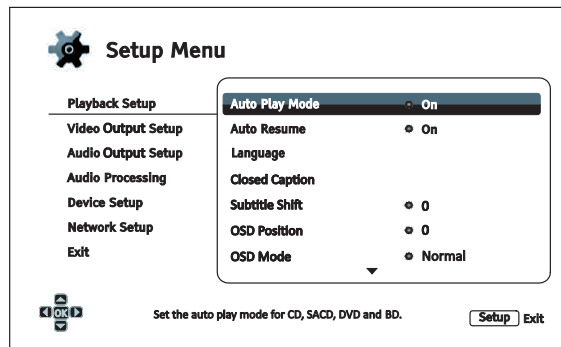 Setup Menu
Playback Setup
Video Output Setup
Audio Output Setup
Audio Processing
Device Setup
Network Setup
Exit
Auto Play Mode On
Auto Resume On
Language
Closed Caption
Subtitle Shift 0
OSD Position 0
OSD Mode Normal
OK
Set the auto play mode for CD, SACD, DVD and BD.
Setup Exit